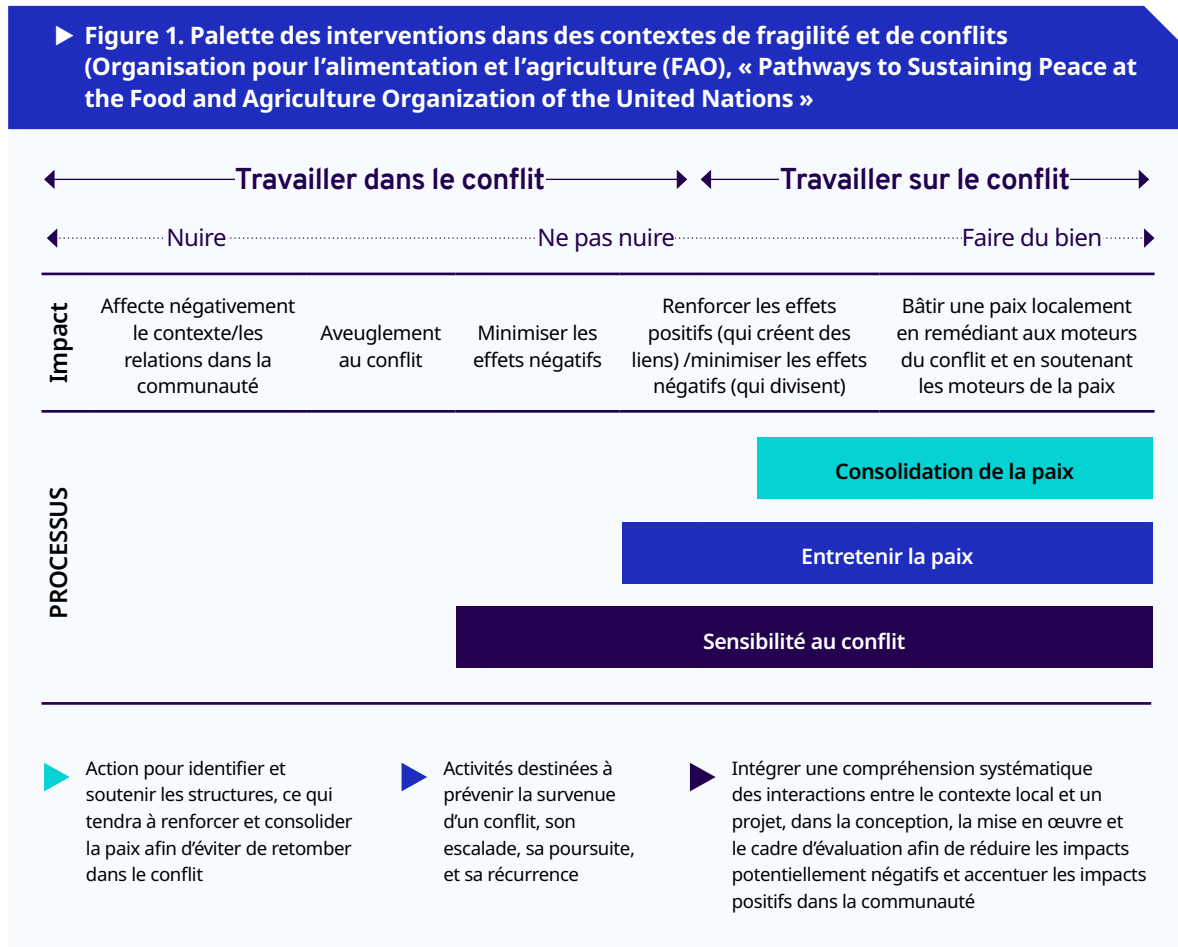 Figure 1. Palette des interventions dans des contextes de fragilité et de conflits
(Organisation pour l’alimentation et l’agriculture (FAO), « Pathways to Sustaining Peace at
the Food and Agriculture Organization of the United Nations »
Travailler dans le conflit
Travailler sur le conflit
Nuire
Ne pas nuire
Faire du bien
Impact
Affecte négativement
le contexte/les
relations dans la
communauté
Aveuglement
au conflit
Minimiser les
effets négatifs
Renforcer les effets
positifs (qui créent des
liens) /minimiser les effets
négatifs (qui divisent)
Bâtir une paix localement
en remédiant aux moteurs
du conflit et en soutenant
les moteurs de la paix
PROCESSUS
Consolidation de la paix
Entretenir la paix
Sensibilité au conflit
Action pour identifier et
soutenir les structures, ce qui
tendra à renforcer et consolider
la paix afin d’éviter de retomber
dans le conflit
Activités destinées à
prévenir la survenue
d’un conflit, son
escalade, sa poursuite,
et sa récurrence
Intégrer une compréhension systématique
des interactions entre le contexte local et un
projet, dans la conception, la mise en œuvre et
le cadre d’évaluation afin de réduire les impacts
potentiellement négatifs et accentuer les impacts
positifs dans la communauté